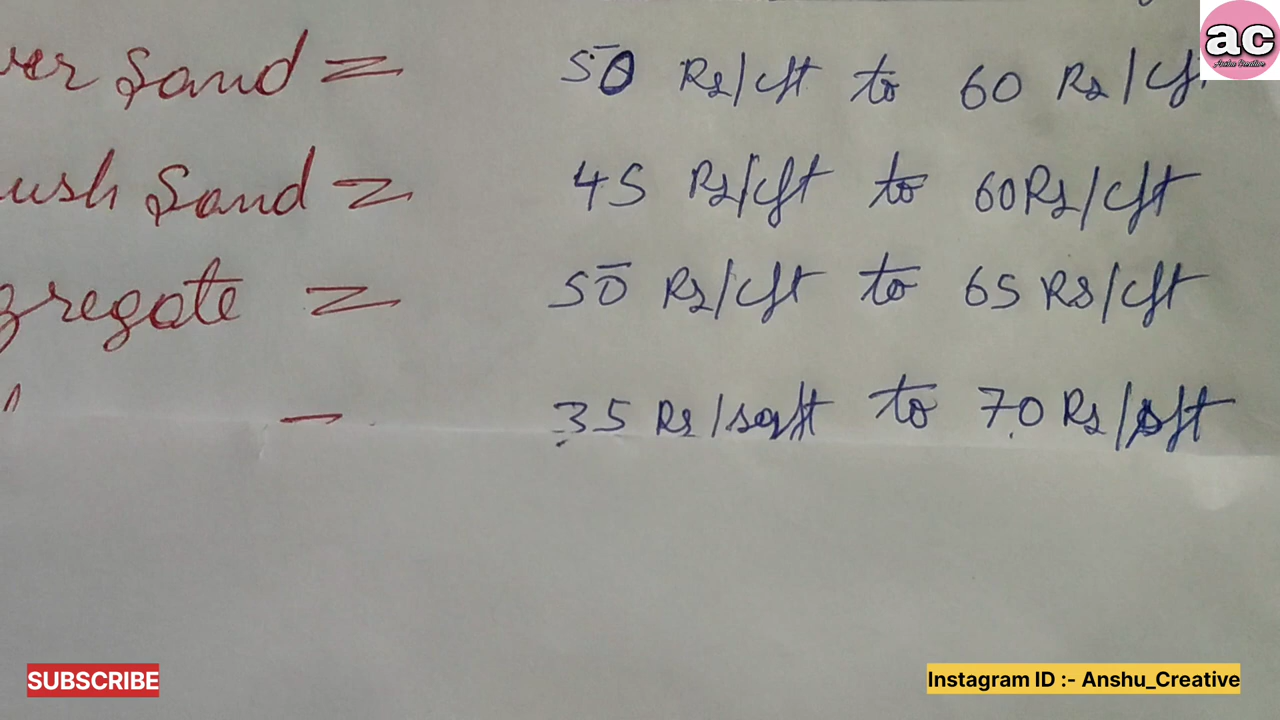 ac
Anshu Creative
ver Sand = 50 Rs/cft to 60 Rs/cft
ush Sand = 45 Rs/cft to 60 Rs/cft
gregate = 50 Rs/cft to 65 Rs/cft
- 35 Rs/sqft to 70 Rs/sft
SUBSCRIBE
Instagram ID :- Anshu_Creative